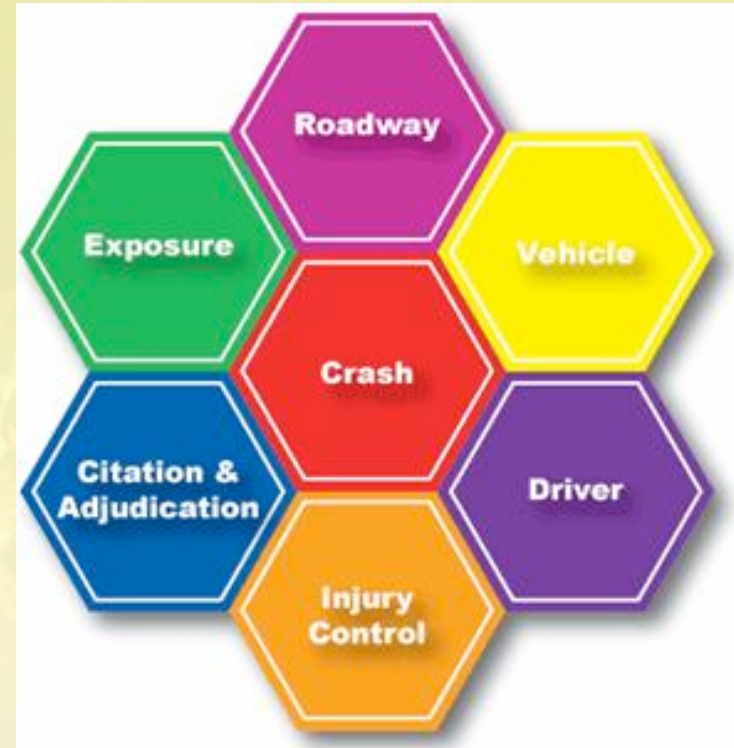 Roadway
Exposure
Vehicle
Crash
Citation &
Adjudication
Driver
Injury
Control